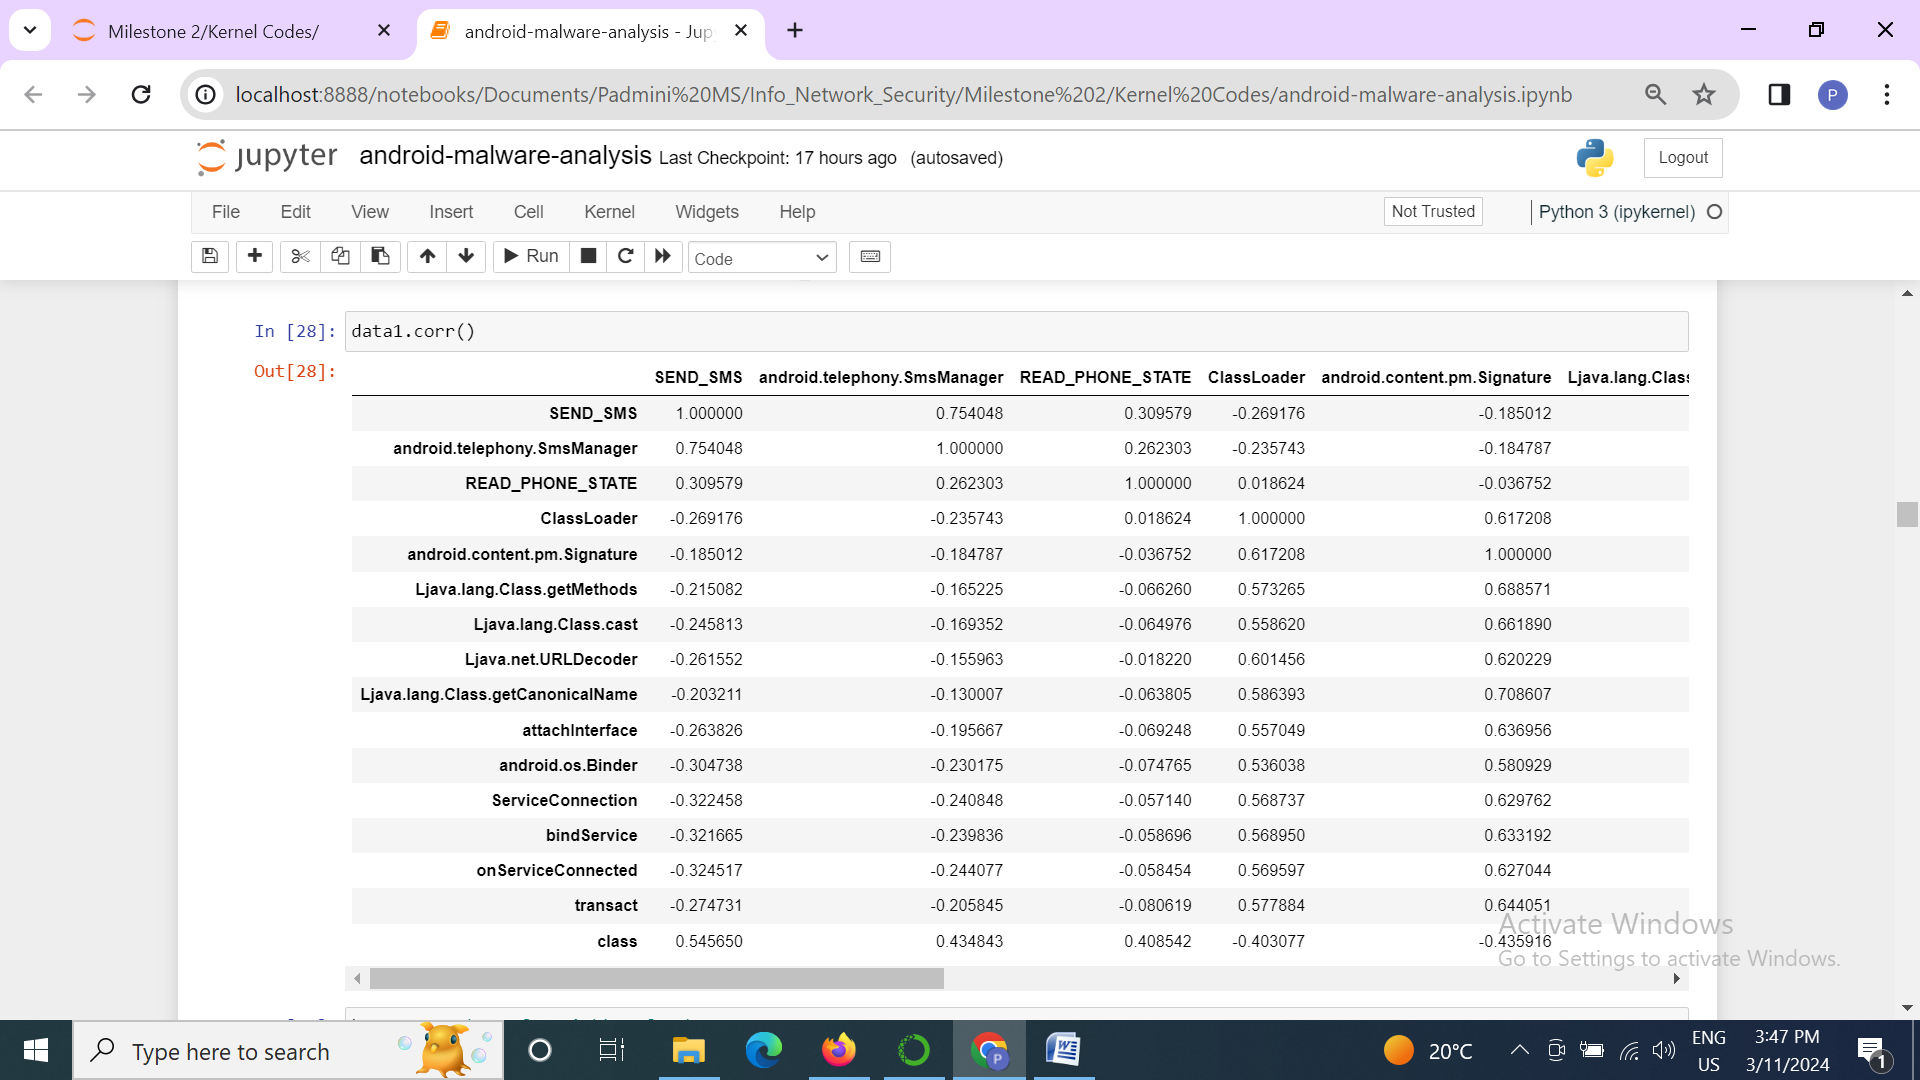 Milestone 2/Kernel Codes/
android-malware-analysis - Jup
localhost:8888/notebooks/Documents/Padmini%20MS/Info_Network_Security/Milestone%202/Kernel%20Codes/android-malware-analysis.ipynb
P
jupyter android-malware-analysis Last Checkpoint: 17 hours ago (autosaved)
Logout
File Edit View Insert Cell Kernel Widgets Help
Not Trusted Python 3 (ipykernel)
Run Code
In [28]: data1.corr()
Out[28]:
SEND_SMS android.telephony.SmsManager READ_PHONE_STATE ClassLoader android.content.pm.Signature Ljava.lang.Class
SEND_SMS 1.000000 0.754048 0.309579 -0.269176 -0.185012
android.telephony.SmsManager 0.754048 1.000000 0.262303 -0.235743 -0.184787
READ_PHONE_STATE 0.309579 0.262303 1.000000 0.018624 -0.036752
ClassLoader -0.269176 -0.235743 0.018624 1.000000 0.617208
android.content.pm.Signature -0.185012 -0.184787 -0.036752 0.617208 1.000000
Ljava.lang.Class.getMethods -0.215082 -0.165225 -0.066260 0.573265 0.688571
Ljava.lang.Class.cast -0.245813 -0.169352 -0.064976 0.558620 0.661890
Ljava.net.URLDecoder -0.261552 -0.155963 -0.018220 0.601456 0.620229
Ljava.lang.Class.getCanonicalName -0.203211 -0.130007 -0.063805 0.586393 0.708607
attachInterface -0.263826 -0.195667 -0.069248 0.557049 0.636956
android.os.Binder -0.304738 -0.230175 -0.074765 0.536038 0.580929
ServiceConnection -0.322458 -0.240848 -0.057140 0.568737 0.629762
bindService -0.321665 -0.239836 -0.058696 0.568950 0.633192
onServiceConnected -0.324517 -0.244077 -0.058454 0.569597 0.627044
transact -0.274731 -0.205845 -0.080619 0.577884 0.644051
class 0.545650 0.434843 0.408542 -0.403077 -0.435916
Activate Windows
Go to Settings to activate Windows.
Type here to search
P
20°C
ENG
US
3:47 PM
3/11/2024
1